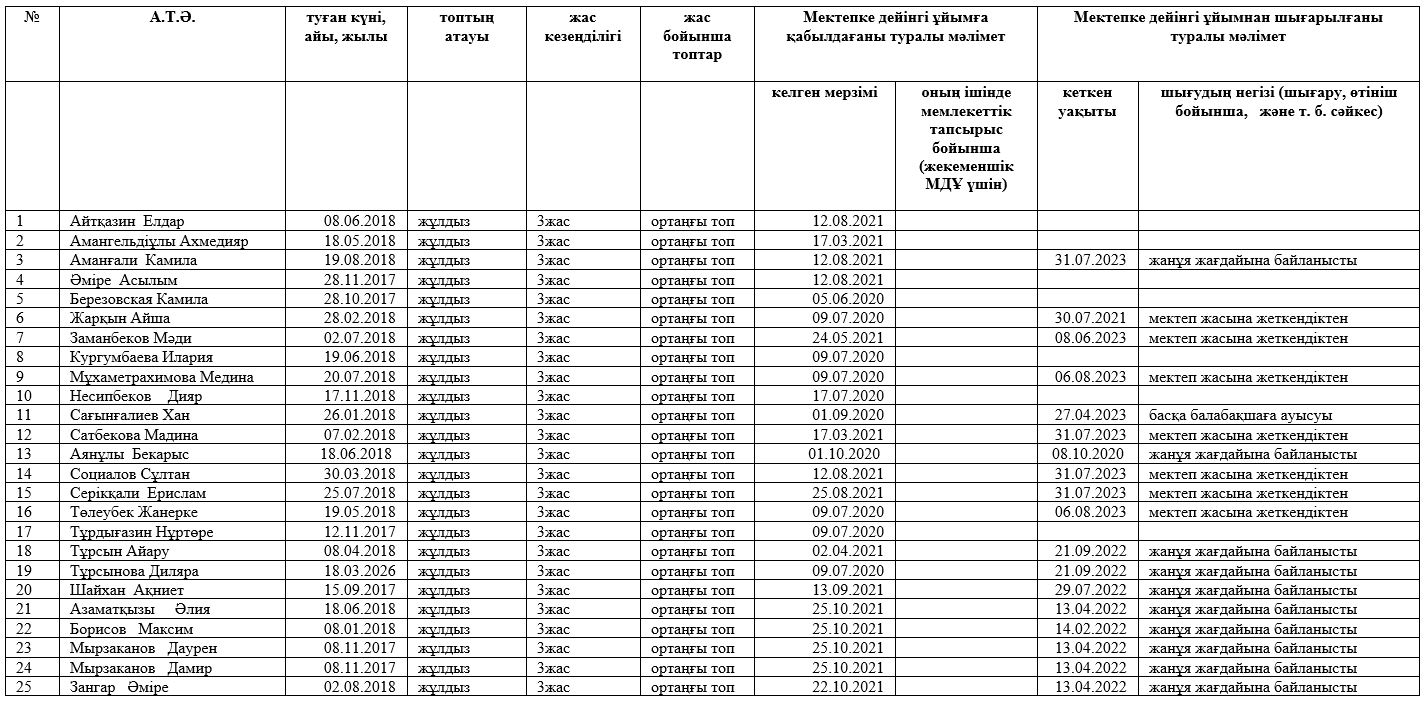 № А.Т.Ә. туған күні, айы, жылы топтың атауы жас кезеңділігі жас бойынша топтар Мектепке дейінгі ұйымға қабылдағаны туралы мәлімет Мектепке дейінгі ұйымнан шығарылғаны туралы мәлімет
келген мерзімі оның ішінде мемлекеттік тапсырыс бойынша (жекеменшік МДҰ үшін) кеткен уақыты шығудың негізі (шығару, өтініш бойынша, және т. б. сәйкес)
1 Айтқазин Елдар 08.06.2018 жұлдыз 3жас ортаңғы топ 12.08.2021
2 Амангельдіұлы Ахмедияр 18.05.2018 жұлдыз 3жас ортаңғы топ 17.03.2021
3 Аманғали Камила 19.08.2018 жұлдыз 3жас ортаңғы топ 12.08.2021 31.07.2023 жанұя жағдайына байланысты
4 Әміре Асылым 28.11.2017 жұлдыз 3жас ортаңғы топ 12.08.2021
5 Березовская Камила 28.10.2017 жұлдыз 3жас ортаңғы топ 05.06.2020
6 Жарқын Айша 28.02.2018 жұлдыз 3жас ортаңғы топ 09.07.2020 30.07.2021 мектеп жасына жеткендіктен
7 Заманбеков Мәди 02.07.2018 жұлдыз 3жас ортаңғы топ 24.05.2021 08.06.2023 мектеп жасына жеткендіктен
8 Кургумбаева Илария 19.06.2018 жұлдыз 3жас ортаңғы топ 09.07.2020
9 Мұхаметрахимова Медина 20.07.2018 жұлдыз 3жас ортаңғы топ 09.07.2020 06.08.2023 мектеп жасына жеткендіктен
10 Несипбеков Дияр 17.11.2018 жұлдыз 3жас ортаңғы топ 17.07.2020
11 Сағынғалиев Хан 26.01.2018 жұлдыз 3жас ортаңғы топ 01.09.2020 27.04.2023 басқа балабақшаға ауысуы
12 Сатбекова Мадина 07.02.2018 жұлдыз 3жас ортаңғы топ 17.03.2021 31.07.2023 мектеп жасына жеткендіктен
13 Аянұлы Бекарыс 18.06.2018 жұлдыз 3жас ортаңғы топ 01.10.2020 08.10.2020 жанұя жағдайына байланысты
14 Социалов Сұлтан 30.03.2018 жұлдыз 3жас ортаңғы топ 12.08.2021 31.07.2023 мектеп жасына жеткендіктен
15 Серікқали Ерислам 25.07.2018 жұлдыз 3жас ортаңғы топ 25.08.2021 31.07.2023 мектеп жасына жеткендіктен
16 Төлеубек Жанерке 19.05.2018 жұлдыз 3жас ортаңғы топ 09.07.2020 06.08.2023 мектеп жасына жеткендіктен
17 Тұрдығазин Нұртөре 12.11.2017 жұлдыз 3жас ортаңғы топ 09.07.2020
18 Тұрсын Айару 08.04.2018 жұлдыз 3жас ортаңғы топ 02.04.2021 21.09.2022 жанұя жағдайына байланысты
19 Тұрсынова Диляра 18.03.2026 жұлдыз 3жас ортаңғы топ 09.07.2020 21.09.2022 жанұя жағдайына байланысты
20 Шайхан Ақниет 15.09.2017 жұлдыз 3жас ортаңғы топ 13.09.2021 29.07.2022 жанұя жағдайына байланысты
21 Азаматқызы Әлия 18.06.2018 жұлдыз 3жас ортаңғы топ 25.10.2021 13.04.2022 жанұя жағдайына байланысты
22 Борисов Максим 08.01.2018 жұлдыз 3жас ортаңғы топ 25.10.2021 14.02.2022 жанұя жағдайына байланысты
23 Мырзаканов Даурен 08.11.2017 жұлдыз 3жас ортаңғы топ 25.10.2021 13.04.2022 жанұя жағдайына байланысты
24 Мырзаканов Дамир 08.11.2017 жұлдыз 3жас ортаңғы топ 25.10.2021 13.04.2022 жанұя жағдайына байланысты
25 Зангар Әміре 02.08.2018 жұлдыз 3жас ортаңғы топ 22.10.2021 13.04.2022 жанұя жағдайына байланысты